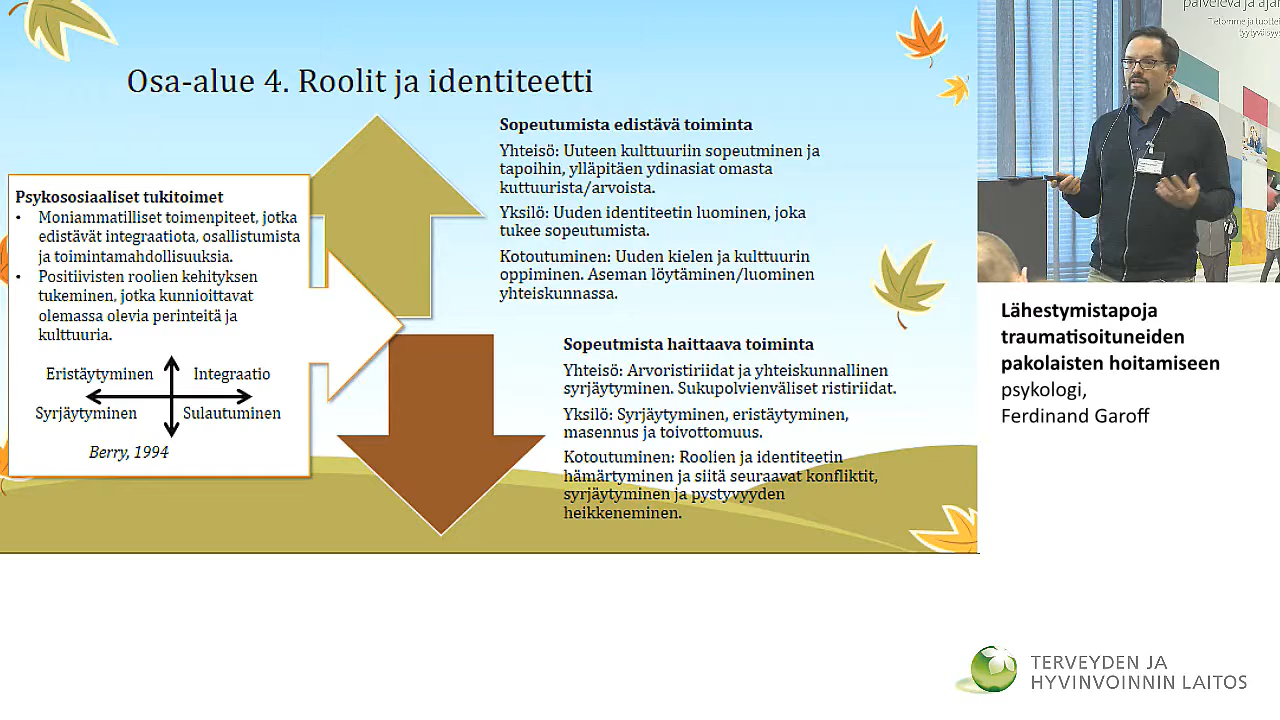 Osa-alue 4. Roolit ja identiteetti
Psykososiaaliset tukitoimet
• Moniammatilliset toimenpiteet, jotka
edistävät integraatiota, osallistumista
ja toimintamahdollisuuksia.
• Positiivisten roolien kehityksen
tukeminen, jotka kunnioittavat
olemassa olevia perinteitä ja
kulttuuria.
Eristäytyminen Integraatio
Syrjäytyminen Sulautuminen
Berry, 1994
Sopeutumista edistävä toiminta
Yhteisö: Uuteen kulttuuriin sopeutminen ja
tapoihin, ylläpitäen ydinasiat omasta
kuttuurista/arvoista.
Yksilö: Uuden identiteetin luominen, joka
tukee sopeutumista.
Kotoutuminen: Uuden kielen ja kulttuurin
oppiminen. Aseman löytäminen/luominen
yhteiskunnassa.
Sopeutmista haittaava toiminta
Yhteisö: Arvoristiriidat ja yhteiskunnallinen
syrjäytyminen. Sukupolvienväliset ristiriidat.
Yksilö: Syrjäytyminen, eristäytyminen,
masennus ja toivottomuus.
Kotoutuminen: Roolien ja identiteetin
hämärtyminen ja siitä seuraavat konfliktit,
syrjäytyminen ja pystyvyyden
heikkeneminen.
palveleva ja
Lähestymistapoja
traumatisoituneiden
pakolaisten hoitamiseen
psykologi,
Ferdinand Garoff
TERVEYDEN JA
HYVINVOINNIN LAITOS